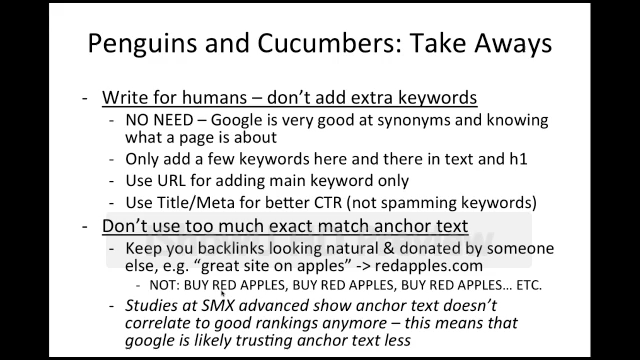 Penguins and Cucumbers: Take Aways
- Write for humans – don't add extra keywords
- NO NEED – Google is very good at synonyms and knowing
what a page is about
- Only add a few keywords here and there in text and h1
- Use URL for adding main keyword only
- Use Title/Meta for better CTR (not spamming keywords)
- Don't use too much exact match anchor text
- Keep you backlinks looking natural & donated by someone
else, e.g. "great site on apples" -> redapples.com
- NOT: BUY RED APPLES, BUY RED APPLES, BUY RED APPLES... ETC.
- Studies at SMX advanced show anchor text doesn't
correlate to good rankings anymore – this means that
google is likely trusting anchor text less